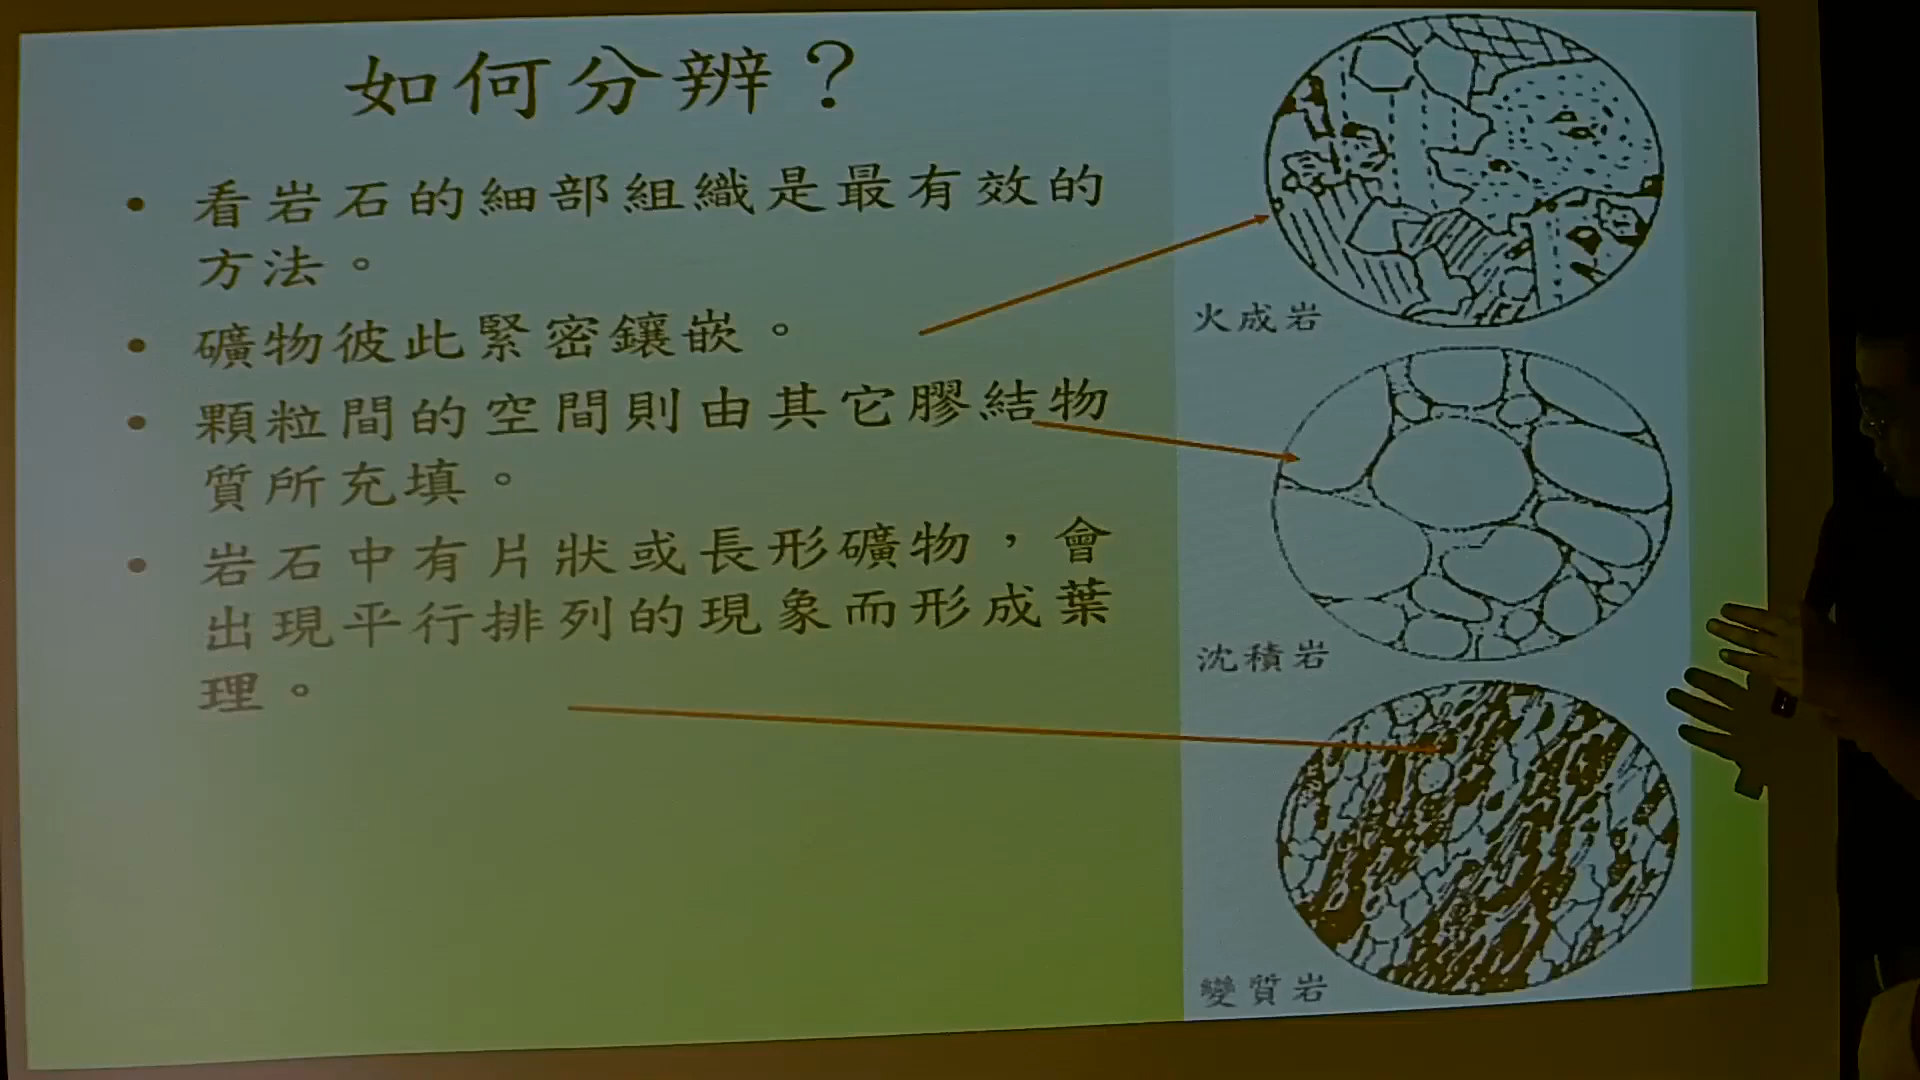 如何分辨？
• 看岩石的細部組織是最有效的
方法。
• 礦物彼此緊密鑲嵌。
• 顆粒間的空間則由其它膠結物
質所充填。
• 岩石中有片狀或長形礦物，會
出現平行排列的現象而形成葉
理。
火成岩
沈積岩
變質岩